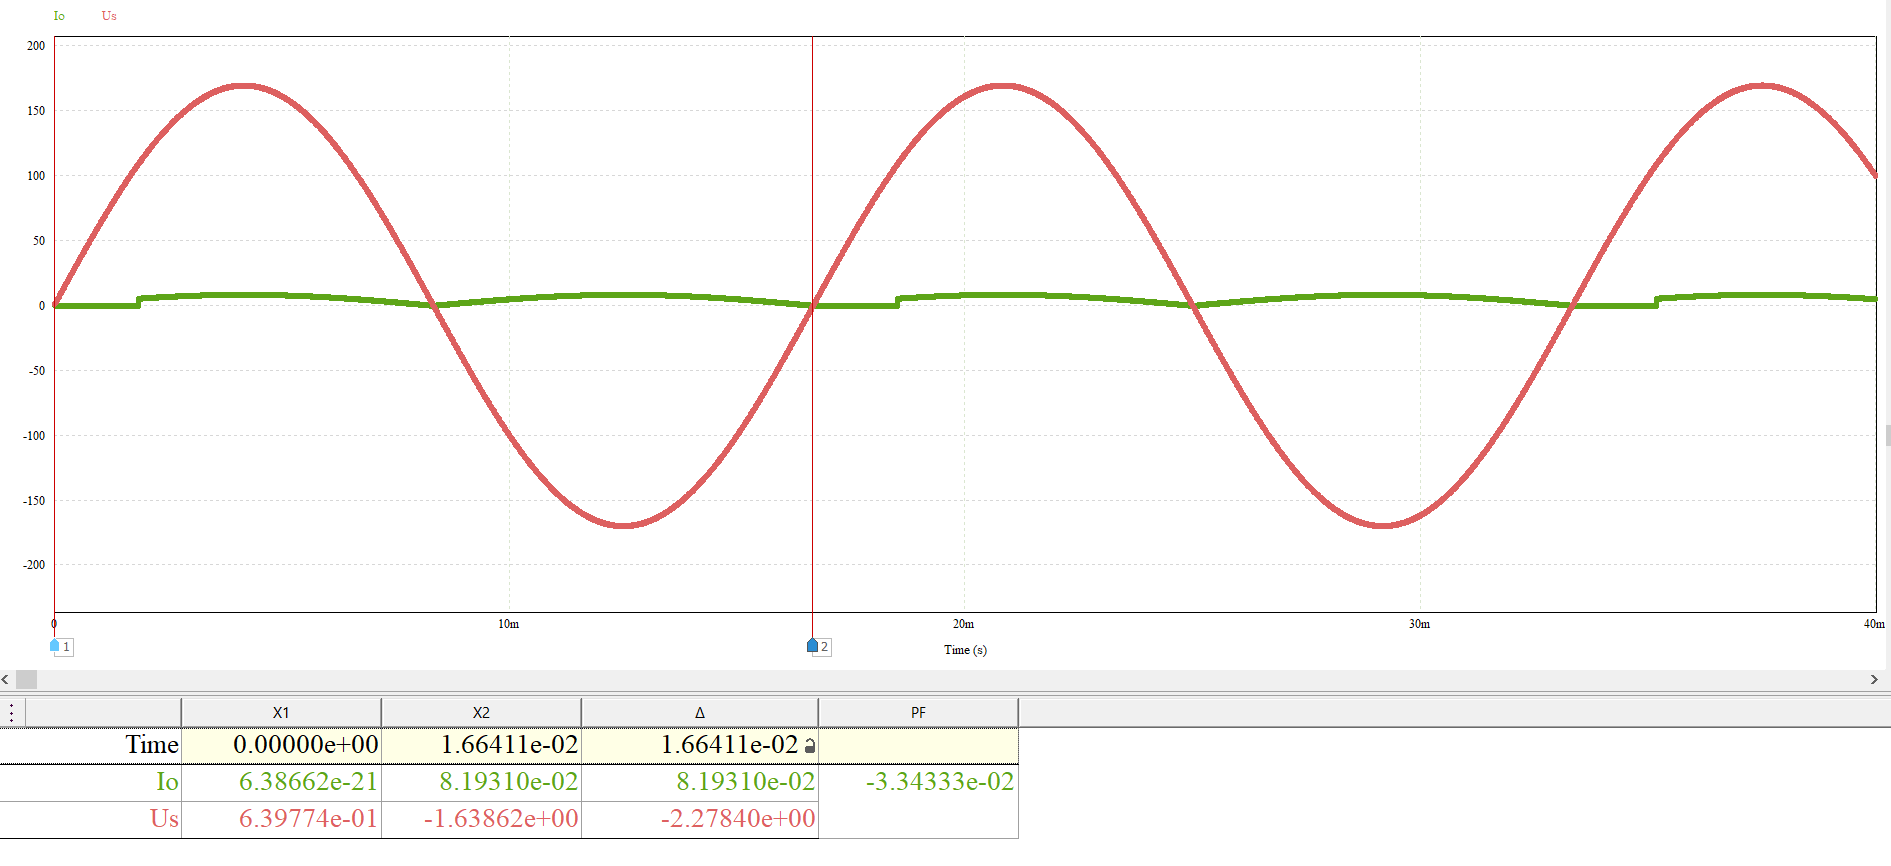 Io Us
200
150
100
50
0
-50
-100
-150
-200
0 10m 20m 30m 40m
1 2
Time (s)
X1 X2 Δ PF
Time 0.00000e+00 1.66411e-02 1.66411e-02
Io 6.38662e-21 8.19310e-02 8.19310e-02 -3.34333e-02
Us 6.39774e-01 -1.63862e+00 -2.27840e+00